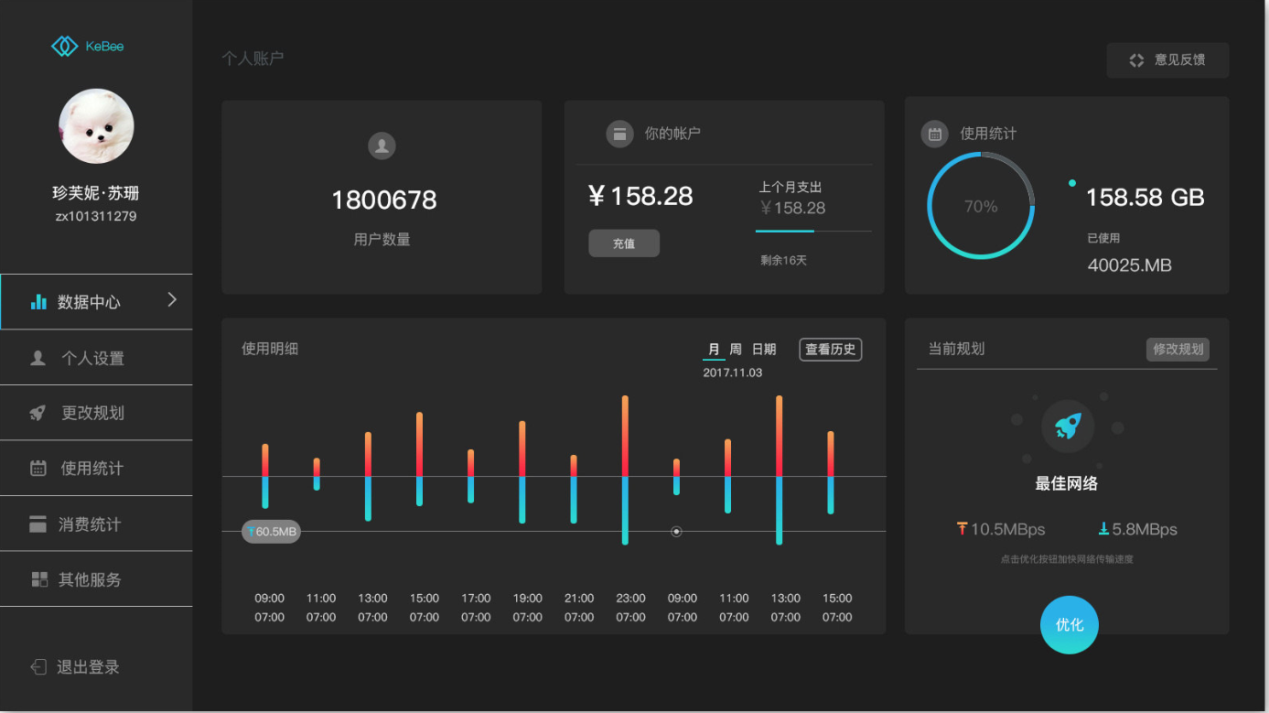 KeBee
珍芙妮·苏珊
zx101311279
数据中心
个人设置
更改规划
使用统计
消费统计
其他服务
退出登录
个人账户
意见反馈
1800678
用户数量
你的帐户
￥158.28
充值
上个月支出
￥158.28
剩余16天
使用统计
70%
158.58 GB
已使用
40025.MB
使用明细
月 周 日期 查看历史
2017.11.03
60.5MB
09:00 11:00 13:00 15:00 17:00 19:00 21:00 23:00 09:00 11:00 13:00 15:00
07:00 07:00 07:00 07:00 07:00 07:00 07:00 07:00 07:00 07:00 07:00 07:00
当前规划 修改规划
最佳网络
10.5MBps 5.8MBps
点击优化按钮加快网络传输速度
优化